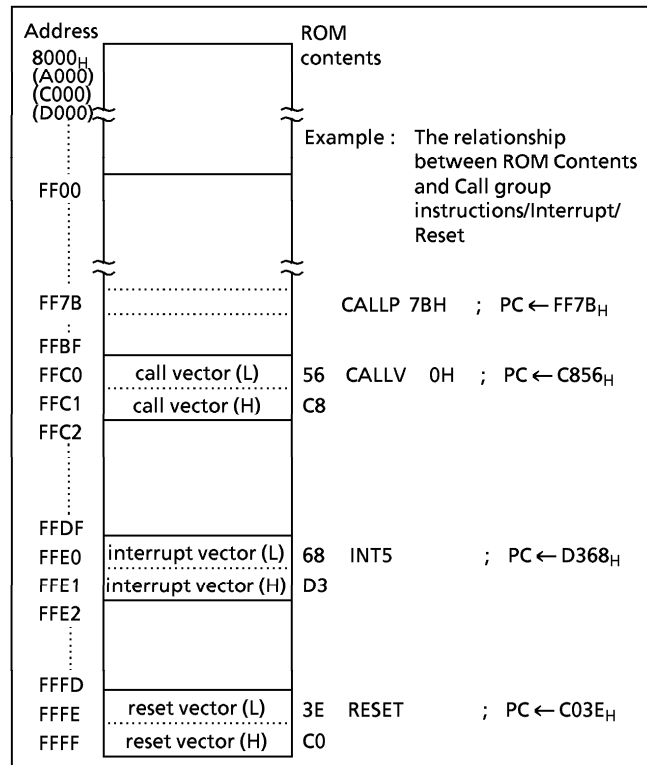 Address ROM
8000H contents
(A000)
(C000)
(D000)
Example : The relationship
between ROM Contents
FF00 and Call group
instructions/Interrupt/
Reset
FF7B CALLP 7BH ; PC ← FF7BH
FFBF
FFC0 call vector (L) 56 CALLV 0H ; PC ← C856H
FFC1 call vector (H) C8
FFC2
FFDF
FFE0 interrupt vector (L) 68 INT5 ; PC ← D368H
FFE1 interrupt vector (H) D3
FFE2
FFFD
FFFE reset vector (L) 3E RESET ; PC ← C03EH
FFFF reset vector (H) C0